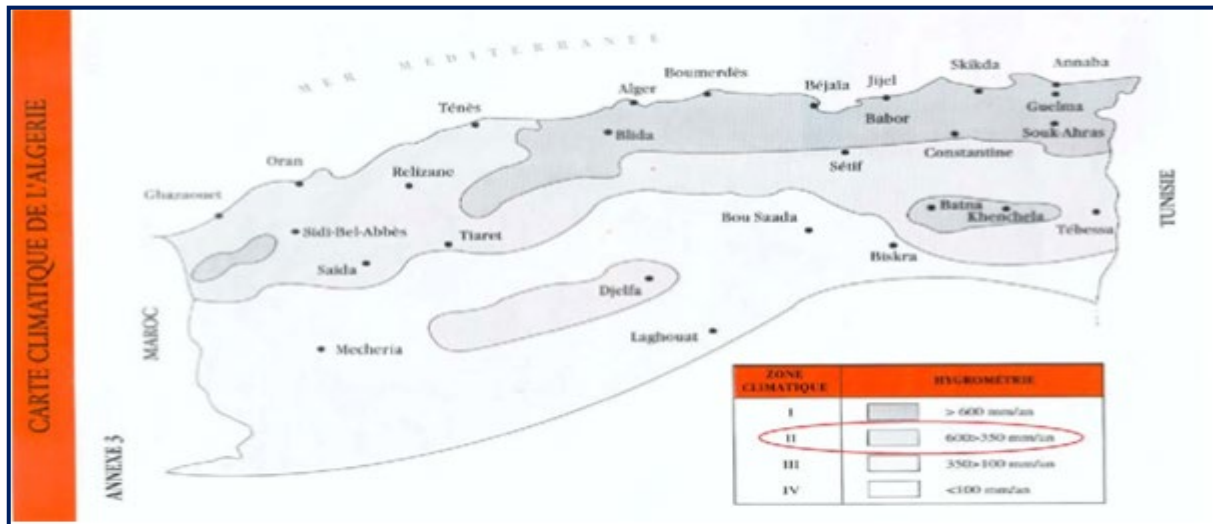 CARTE CLIMATIQUE DE L'ALGERIE
ANNEXE 3
MER MEDITERRANTE
MAROC
TUNISIE
Ghazaouet
Oran
Ténès
Alger
Boumerdès
Béjaïa
Jijel
Skikda
Annaba
Guelma
Souk-Ahras
Babor
Constantine
Sétif
Blida
Relizane
Sidi-Bel-Abbès
Tiaret
Saïda
Bou Saada
Batna
Khenchela
Tébessa
Biskra
Djelfa
Laghouat
Mecheria
ZONE CLIMATIQUE HYGROMÉTRIE
I > 600 mm/an
II 600>350 mm/an
III 350>100 mm/an
IV <100 mm/an